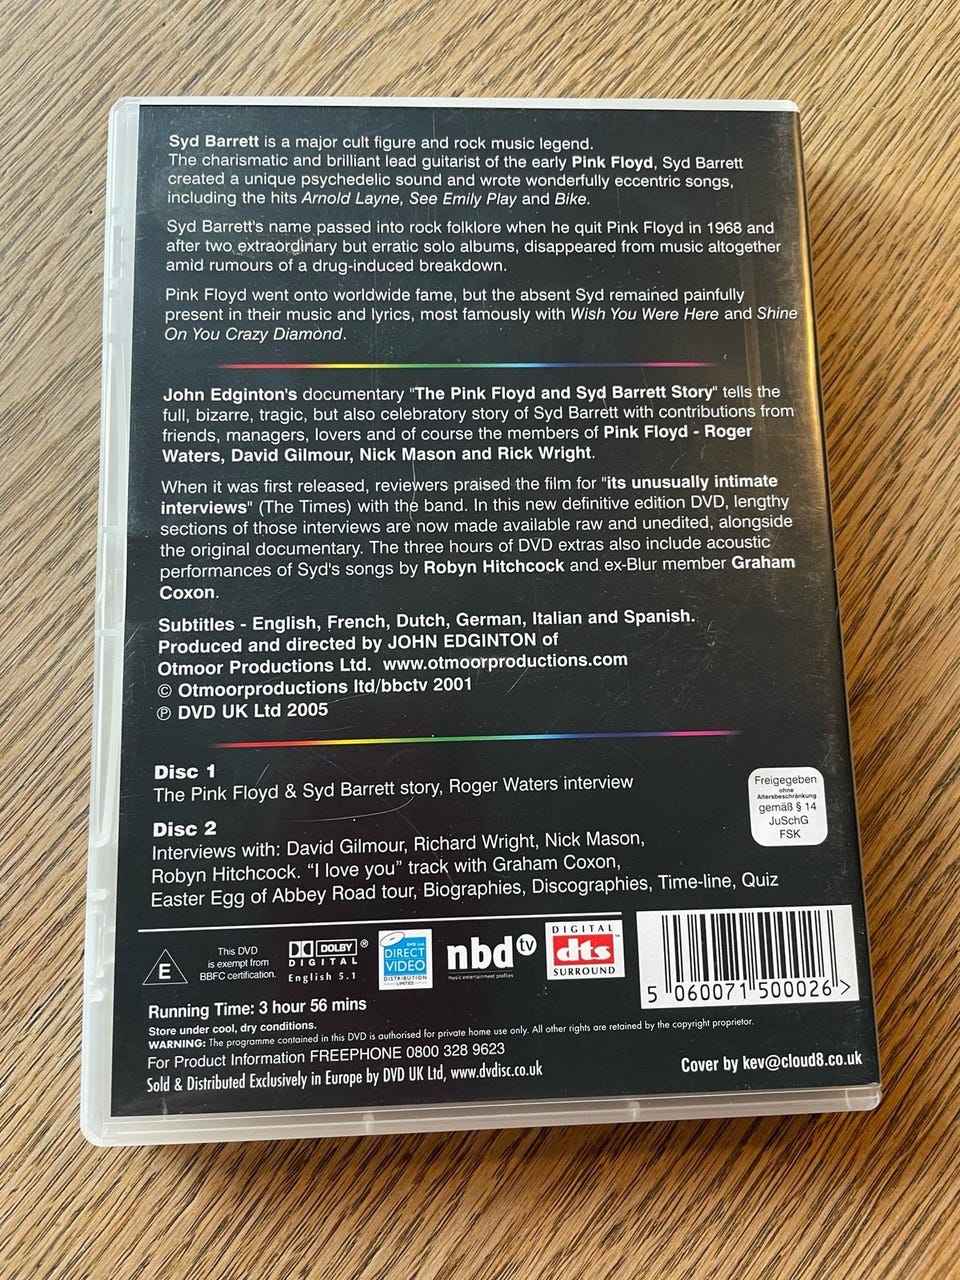 Syd Barrett is a major cult figure and rock music legend.
The charismatic and brilliant lead guitarist of the early Pink Floyd, Syd Barrett
created a unique psychedelic sound and wrote wonderfully eccentric songs,
including the hits Arnold Layne, See Emily Play and Bike.
Syd Barrett's name passed into rock folklore when he quit Pink Floyd in 1968 and
after two extraordinary but erratic solo albums, disappeared from music altogether
amid rumours of a drug-induced breakdown.
Pink Floyd went onto worldwide fame, but the absent Syd remained painfully
present in their music and lyrics, most famously with Wish You Were Here and Shine
On You Crazy Diamond.
John Edginton's documentary "The Pink Floyd and Syd Barrett Story" tells the
full, bizarre, tragic, but also celebratory story of Syd Barrett with contributions from
friends, managers, lovers and of course the members of Pink Floyd - Roger
Waters, David Gilmour, Nick Mason and Rick Wright.
When it was first released, reviewers praised the film for "its unusually intimate
interviews" (The Times) with the band. In this new definitive edition DVD, lengthy
sections of those interviews are now made available raw and unedited, alongside
the original documentary. The three hours of DVD extras also include acoustic
performances of Syd's songs by Robyn Hitchcock and ex-Blur member Graham
Coxon.
Subtitles - English, French, Dutch, German, Italian and Spanish.
Produced and directed by JOHN EDGINTON of
Otmoor Productions Ltd. www.otmoorproductions.com
© Otmoorproductions ltd/bbctv 2001
℗ DVD UK Ltd 2005
Disc 1
The Pink Floyd & Syd Barrett story, Roger Waters interview
Disc 2
Interviews with: David Gilmour, Richard Wright, Nick Mason,
Robyn Hitchcock. “I love you” track with Graham Coxon,
Easter Egg of Abbey Road tour, Biographies, Discographies, Time-line, Quiz
Freigegeben
ohne
Altersbeschränkung
gemäß § 14
JuSchG
FSK
E
This DVD
is exempt from
BBFC certification.
DOLBY ®
DIGITAL
English 5.1
DVD Ltd
DIRECT
VIDEO
DISTRIBUTION
LIMITED
nbd tv
music entertainment profiles
DIGITAL
dts ™
SURROUND
5 060071 500026 >
Running Time: 3 hour 56 mins
Store under cool, dry conditions.
WARNING: The programme contained in this DVD is authorised for private home use only. All other rights are retained by the copyright proprietor.
For Product Information FREEPHONE 0800 328 9623
Sold & Distributed Exclusively in Europe by DVD UK Ltd, www.dvdisc.co.uk
Cover by kev@cloud8.co.uk